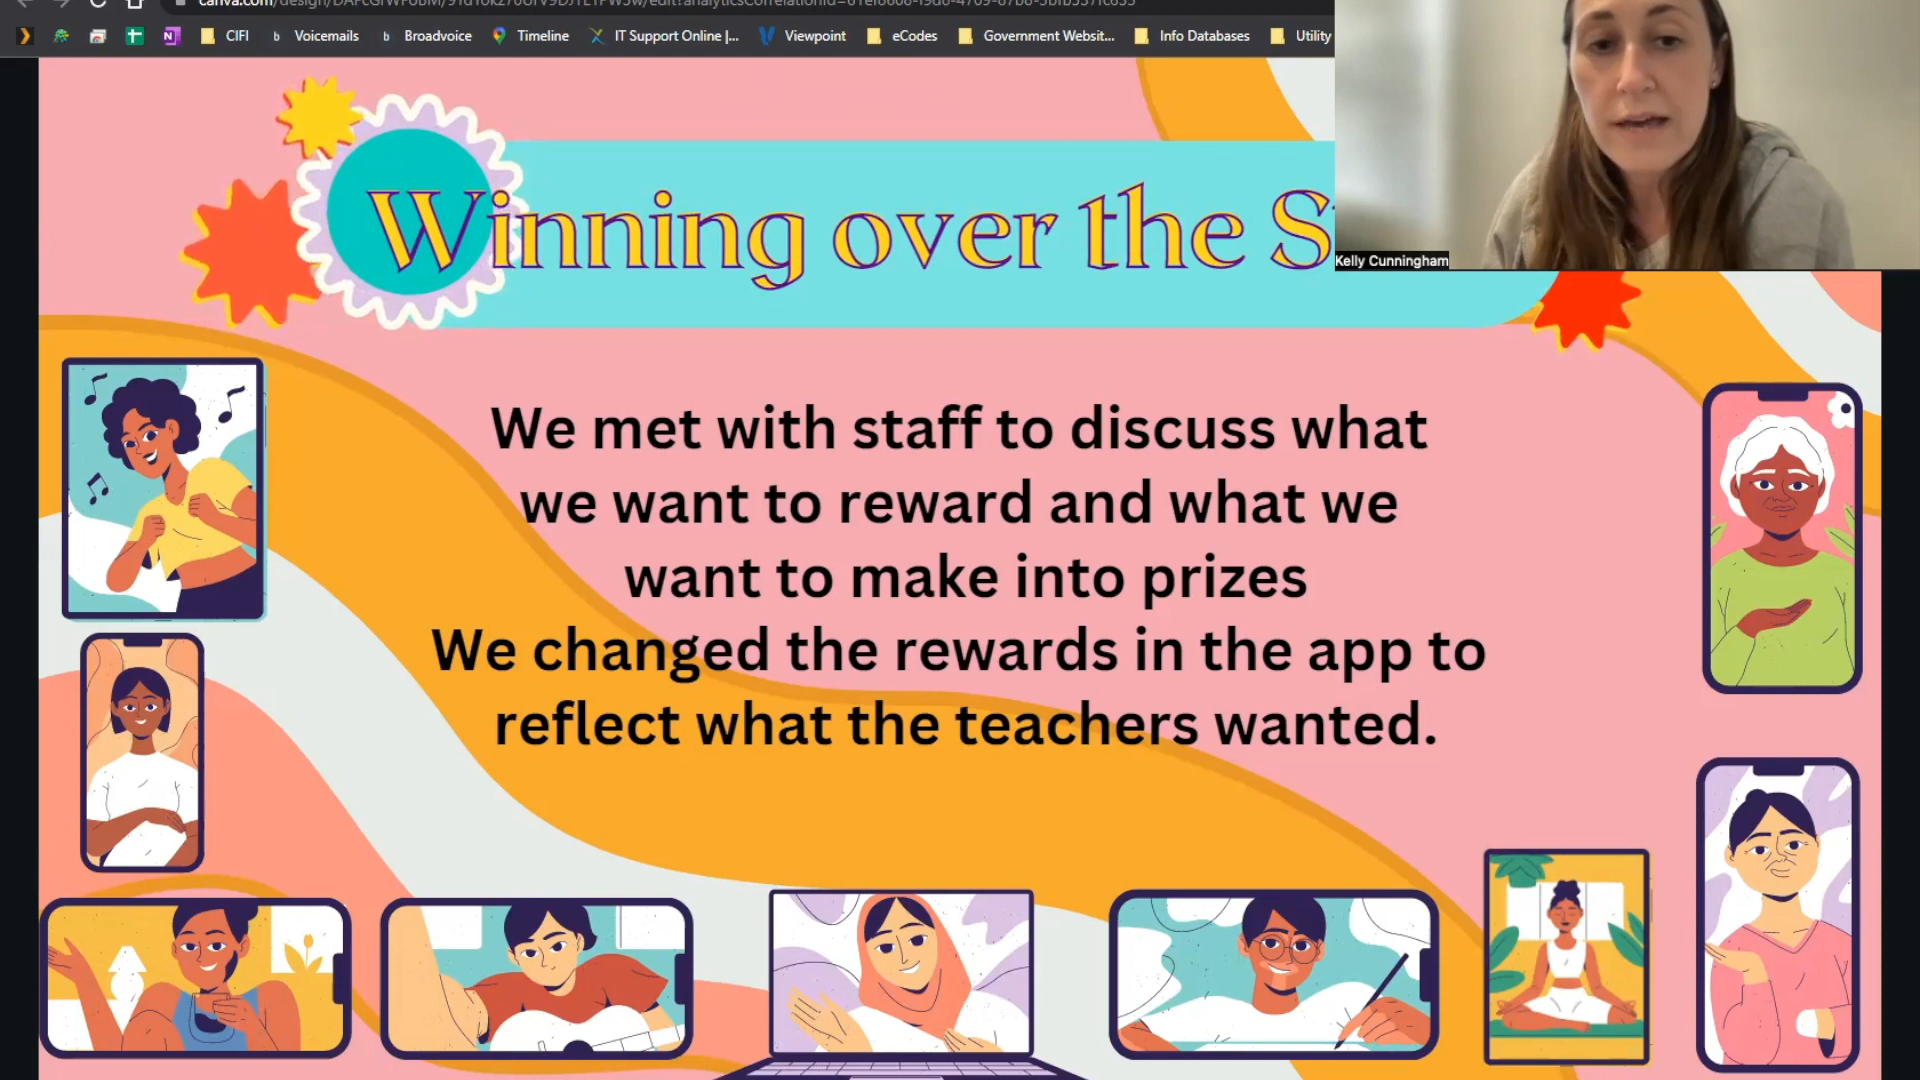 CIFI
Voicemails
Broadvoice
Timeline
IT Support Online |...
Viewpoint
eCodes
Government Websit...
Info Databases
Utility
Kelly Cunningham
Winning over the S
We met with staff to discuss what
we want to reward and what we
want to make into prizes
We changed the rewards in the app to
reflect what the teachers wanted.